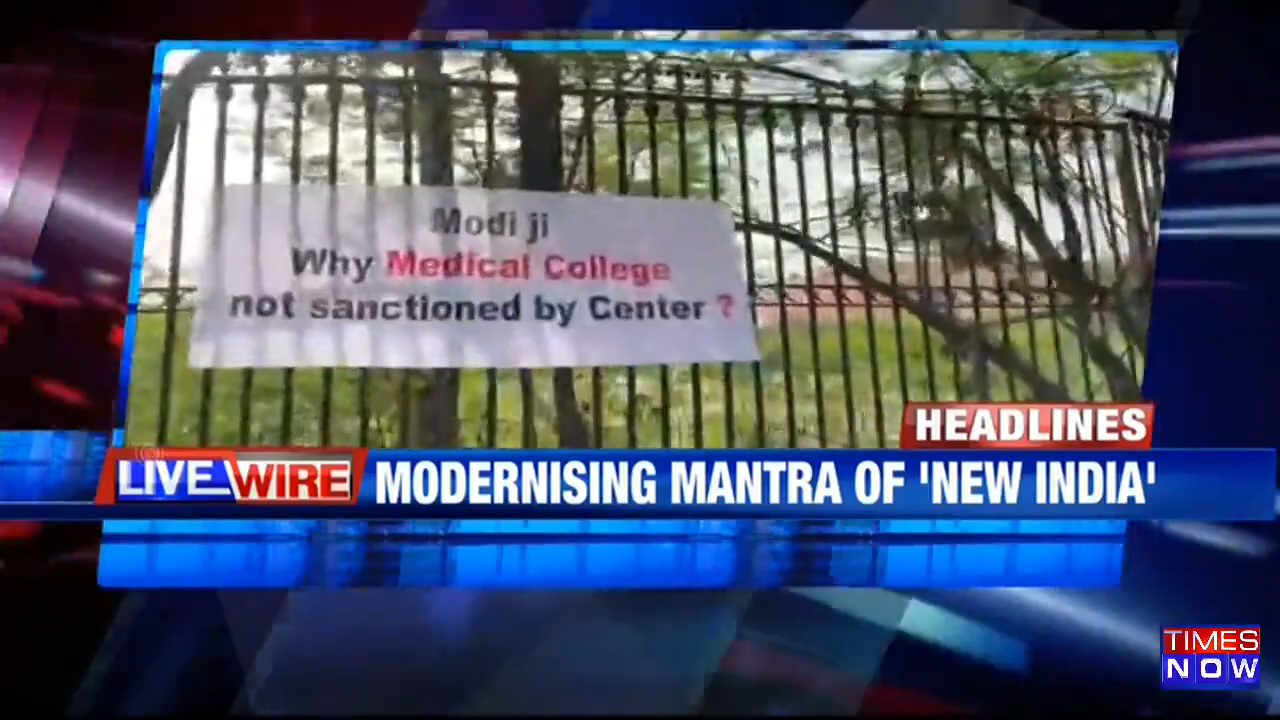 Modi ji
Why Medical College
not sanctioned by Center ?
HEADLINES
LIVE WIRE
MODERNISING MANTRA OF 'NEW INDIA'
TIMES
NOW